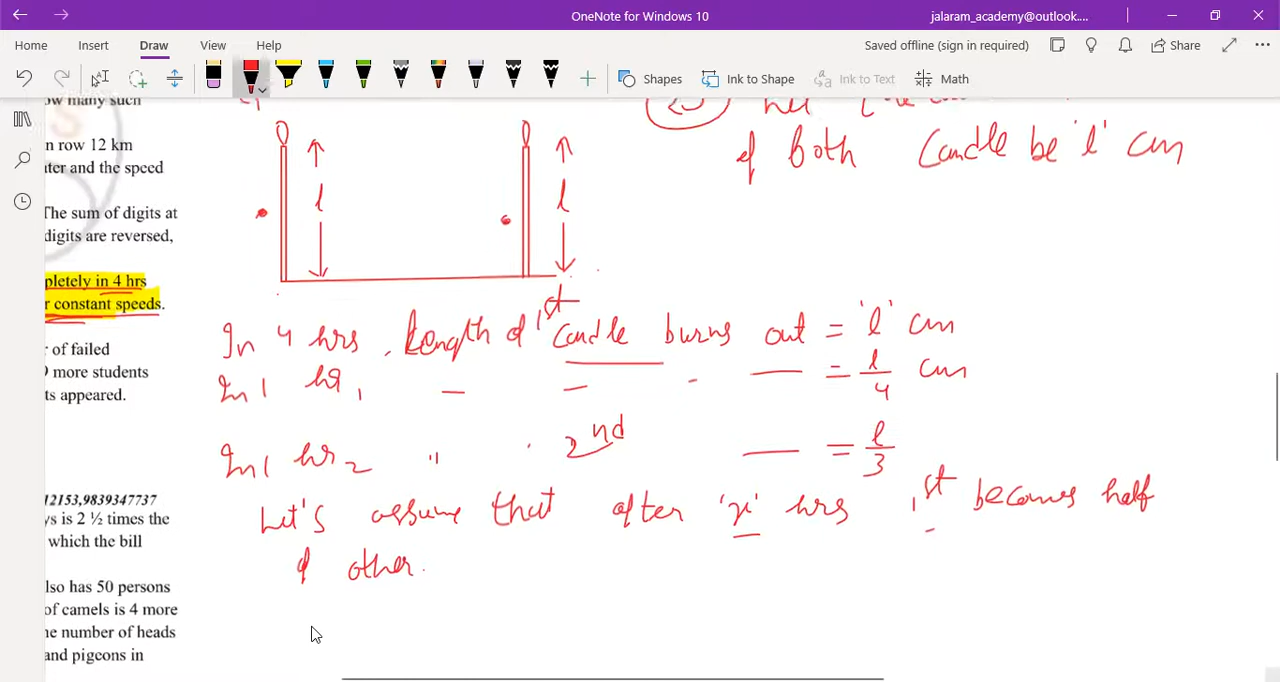 OneNote for Windows 10
jalaram_academy@outlook....
Home Insert Draw View Help
Saved offline (sign in required)
Share
Shapes
Ink to Shape
Ink to Text
Math
ow many such
n row 12 km
ater and the speed
The sum of digits at
digits are reversed,
pletely in 4 hrs
r constant speeds.
r of failed
0 more students
ts appeared.
12153,9839347737
ys is 2 ½ times the
which the bill
lso has 50 persons
of camels is 4 more
ne number of heads
and pigeons in
of both Candle be 'l' cm
l l
In 4 hrs, Length of 1st Candle burns out = 'l' cm
In 1 hr, — — - — = l/4 cm
In 1 hr, " 2nd — = l/3
Let's assume that after 'x' hrs 1st becomes half
of other.